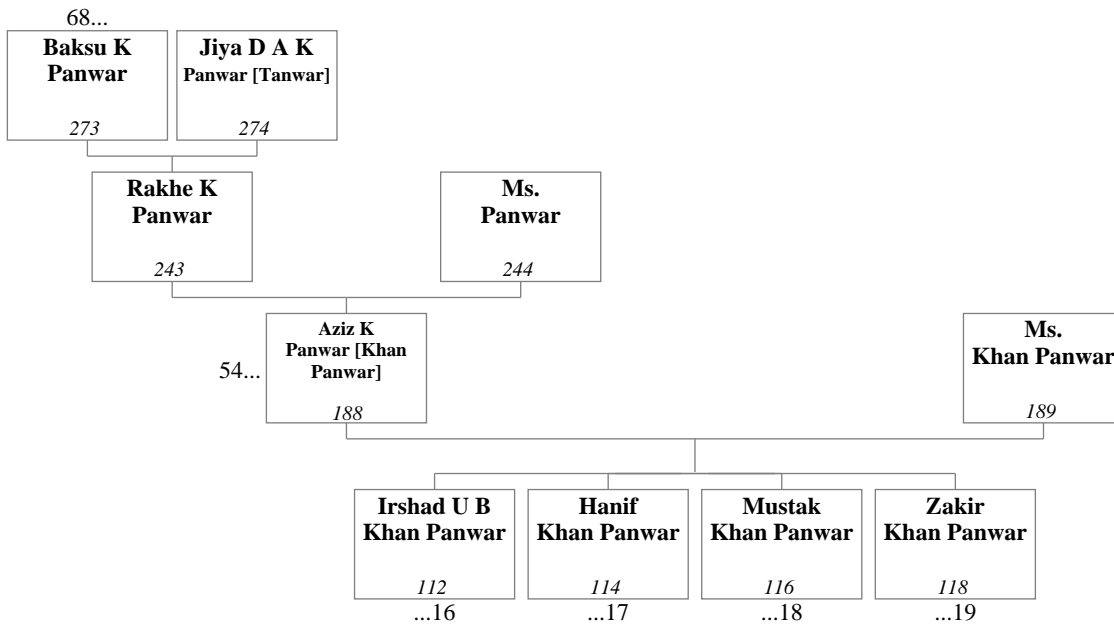 68...
Baksu K
Panwar
273
Jiya D A K
Panwar [Tanwar]
274
Rakhe K
Panwar
243
Ms.
Panwar
244
54...
Aziz K
Panwar [Khan
Panwar]
188
Ms.
Khan Panwar
189
Irshad U B
Khan Panwar
112
...16
Hanif
Khan Panwar
114
...17
Mustak
Khan Panwar
116
...18
Zakir
Khan Panwar
118
...19